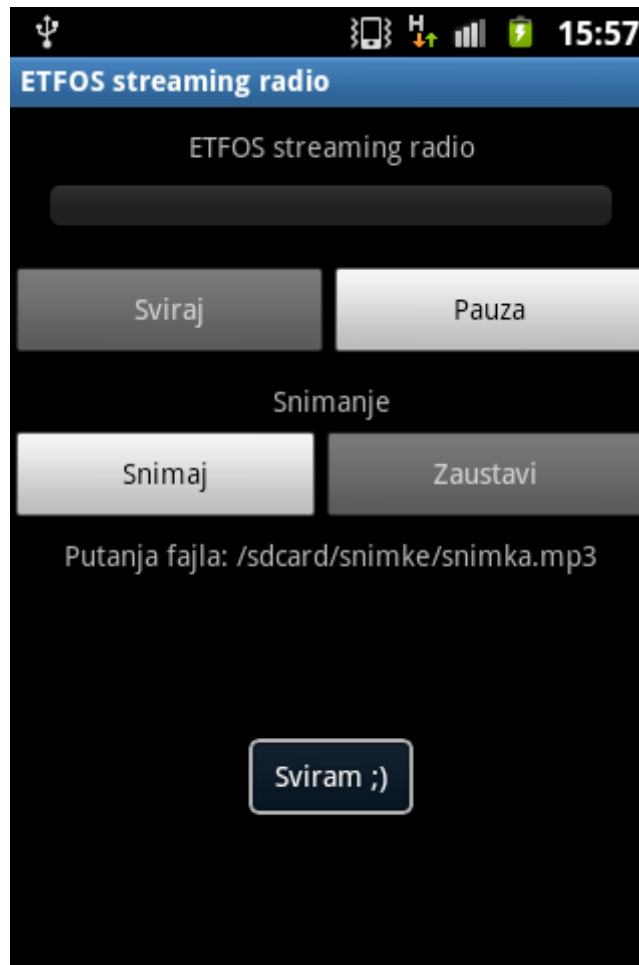 H 15:57
ETFOS streaming radio
ETFOS streaming radio
Sviraj Pauza
Snimanje
Snimaj Zaustavi
Putanja fajla: /sdcard/snimke/snimka.mp3
Sviram ;)